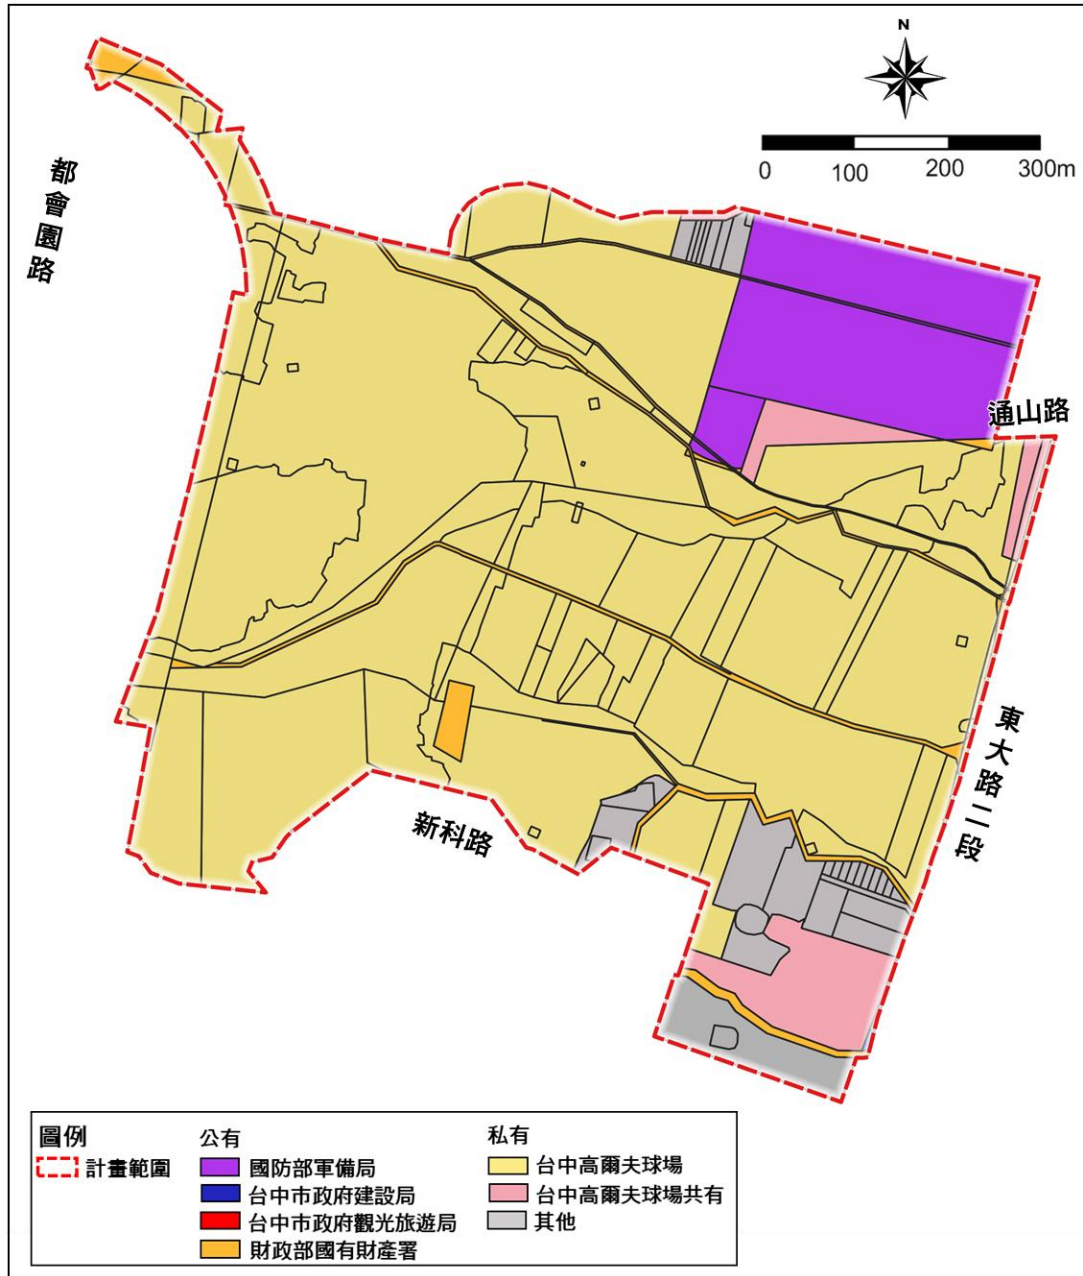 N
0 100 200 300m
都會園路
通山路
東大路二段
新科路
圖例
計畫範圍
公有
國防部軍備局
台中市政府建設局
台中市政府觀光旅遊局
財政部國有財產署
私有
台中高爾夫球場
台中高爾夫球場共有
其他